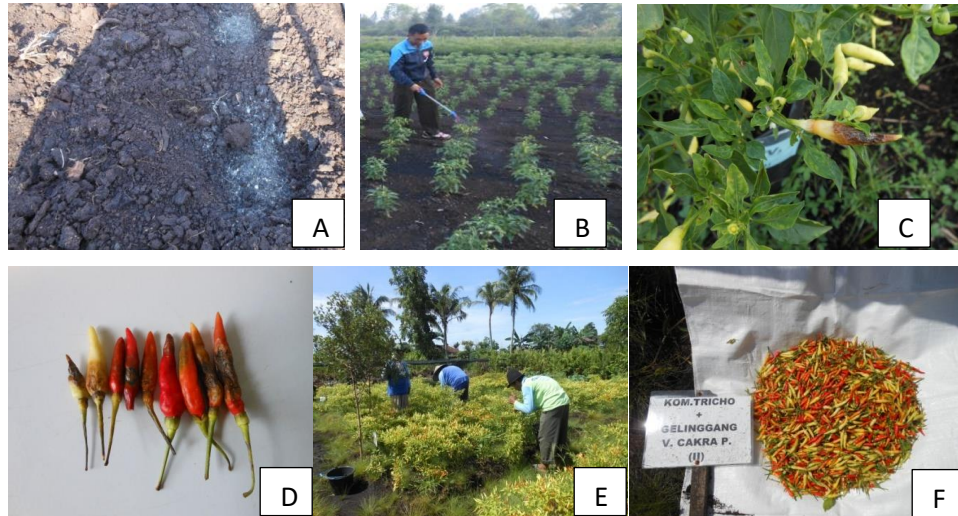 A
B
C
D
E
KOM.TRICHO
+
GELINGGANG
V. CAKRA P.
(II)
F